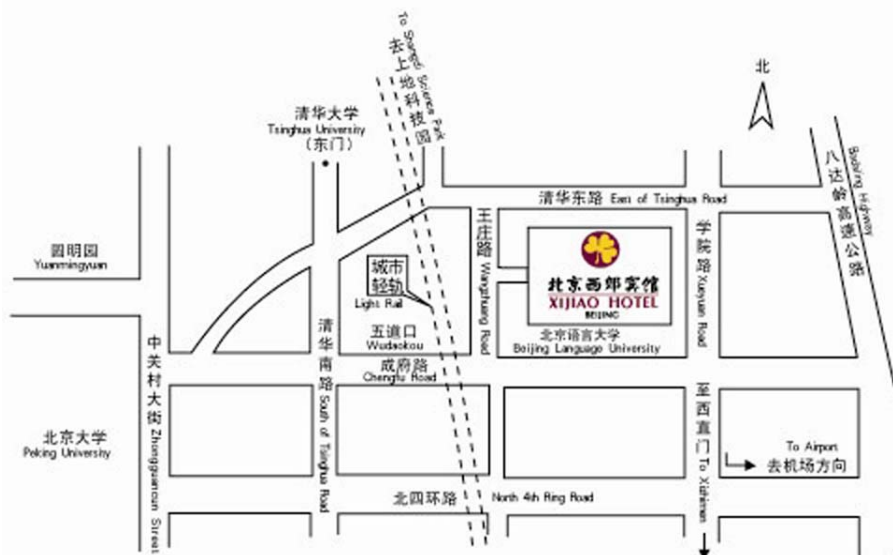 去上地科技园
To Shangdi Science Park
北
清华大学
Tsinghua University
(东门)
八达岭高速公路
Badaling Highway
清华东路 East of Tsinghua Road
圆明园
Yuanmingyuan
王庄路 Wangzhuang Road
北京西郊宾馆
XIJIAO HOTEL
BEIJING
学院路 Xueyuan Road
城市
轻轨
Light Rail
五道口
Wudaokou
北京语言大学
Beijing Language University
成府路
Chengfu Road
中关村大街 Zhongguancun Street
清华南路 South of Tsinghua Road
北京大学
Peking University
至西直门 To Xizhimen
To Airport
去机场方向
北四环路 North 4th Ring Road